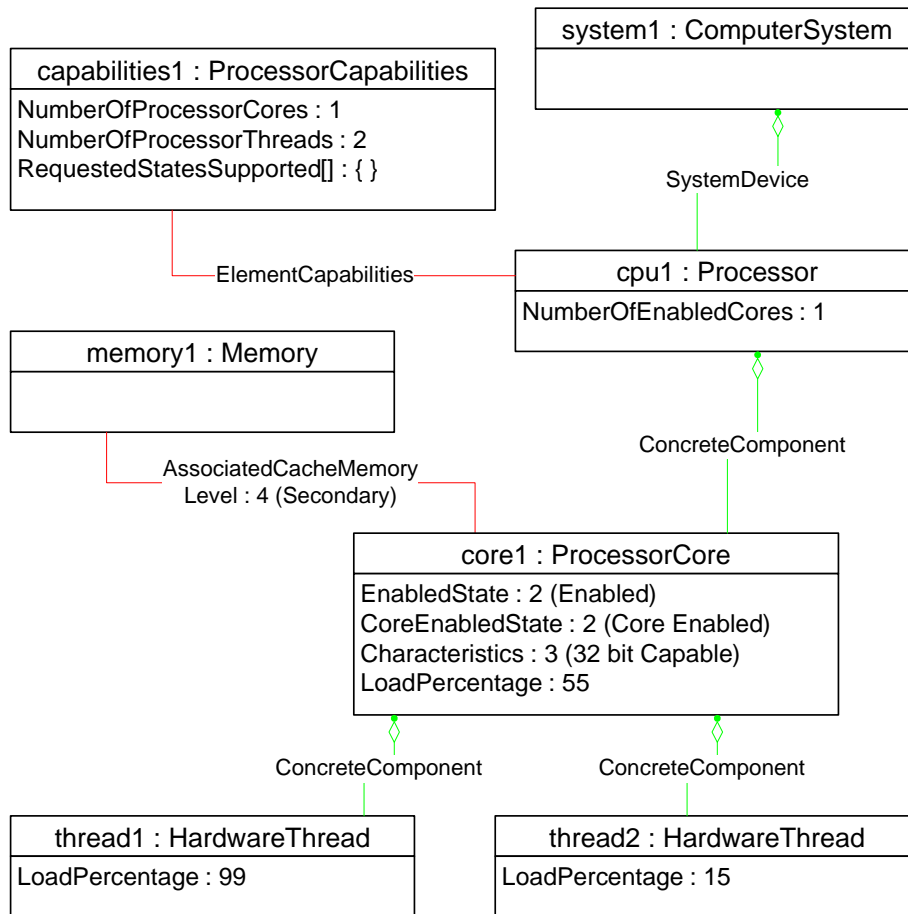 system1 : ComputerSystem
capabilities1 : ProcessorCapabilities
NumberOfProcessorCores : 1
NumberOfProcessorThreads : 2
RequestedStatesSupported[] : { }
SystemDevice
ElementCapabilities
cpu1 : Processor
NumberOfEnabledCores : 1
memory1 : Memory
ConcreteComponent
AssociatedCacheMemory
Level : 4 (Secondary)
core1 : ProcessorCore
EnabledState : 2 (Enabled)
CoreEnabledState : 2 (Core Enabled)
Characteristics : 3 (32 bit Capable)
LoadPercentage : 55
ConcreteComponent
ConcreteComponent
thread1 : HardwareThread
LoadPercentage : 99
thread2 : HardwareThread
LoadPercentage : 15